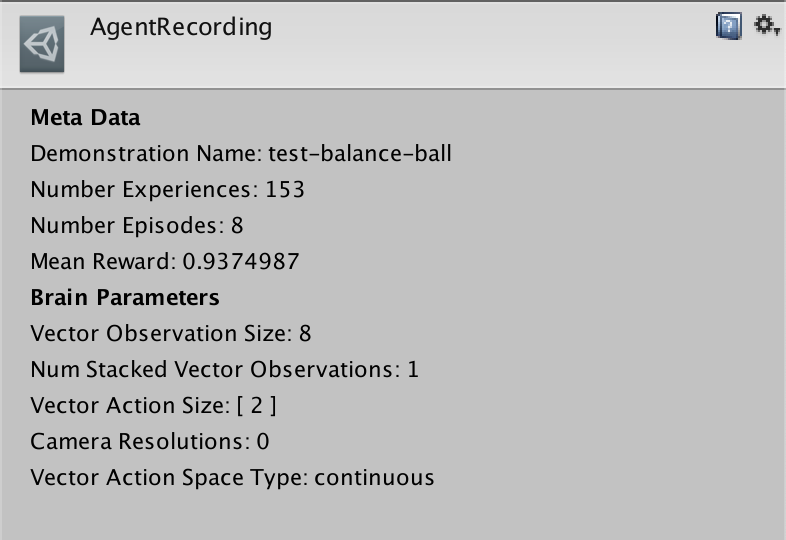 AgentRecording
Meta Data
Demonstration Name: test-balance-ball
Number Experiences: 153
Number Episodes: 8
Mean Reward: 0.9374987
Brain Parameters
Vector Observation Size: 8
Num Stacked Vector Observations: 1
Vector Action Size: [ 2 ]
Camera Resolutions: 0
Vector Action Space Type: continuous